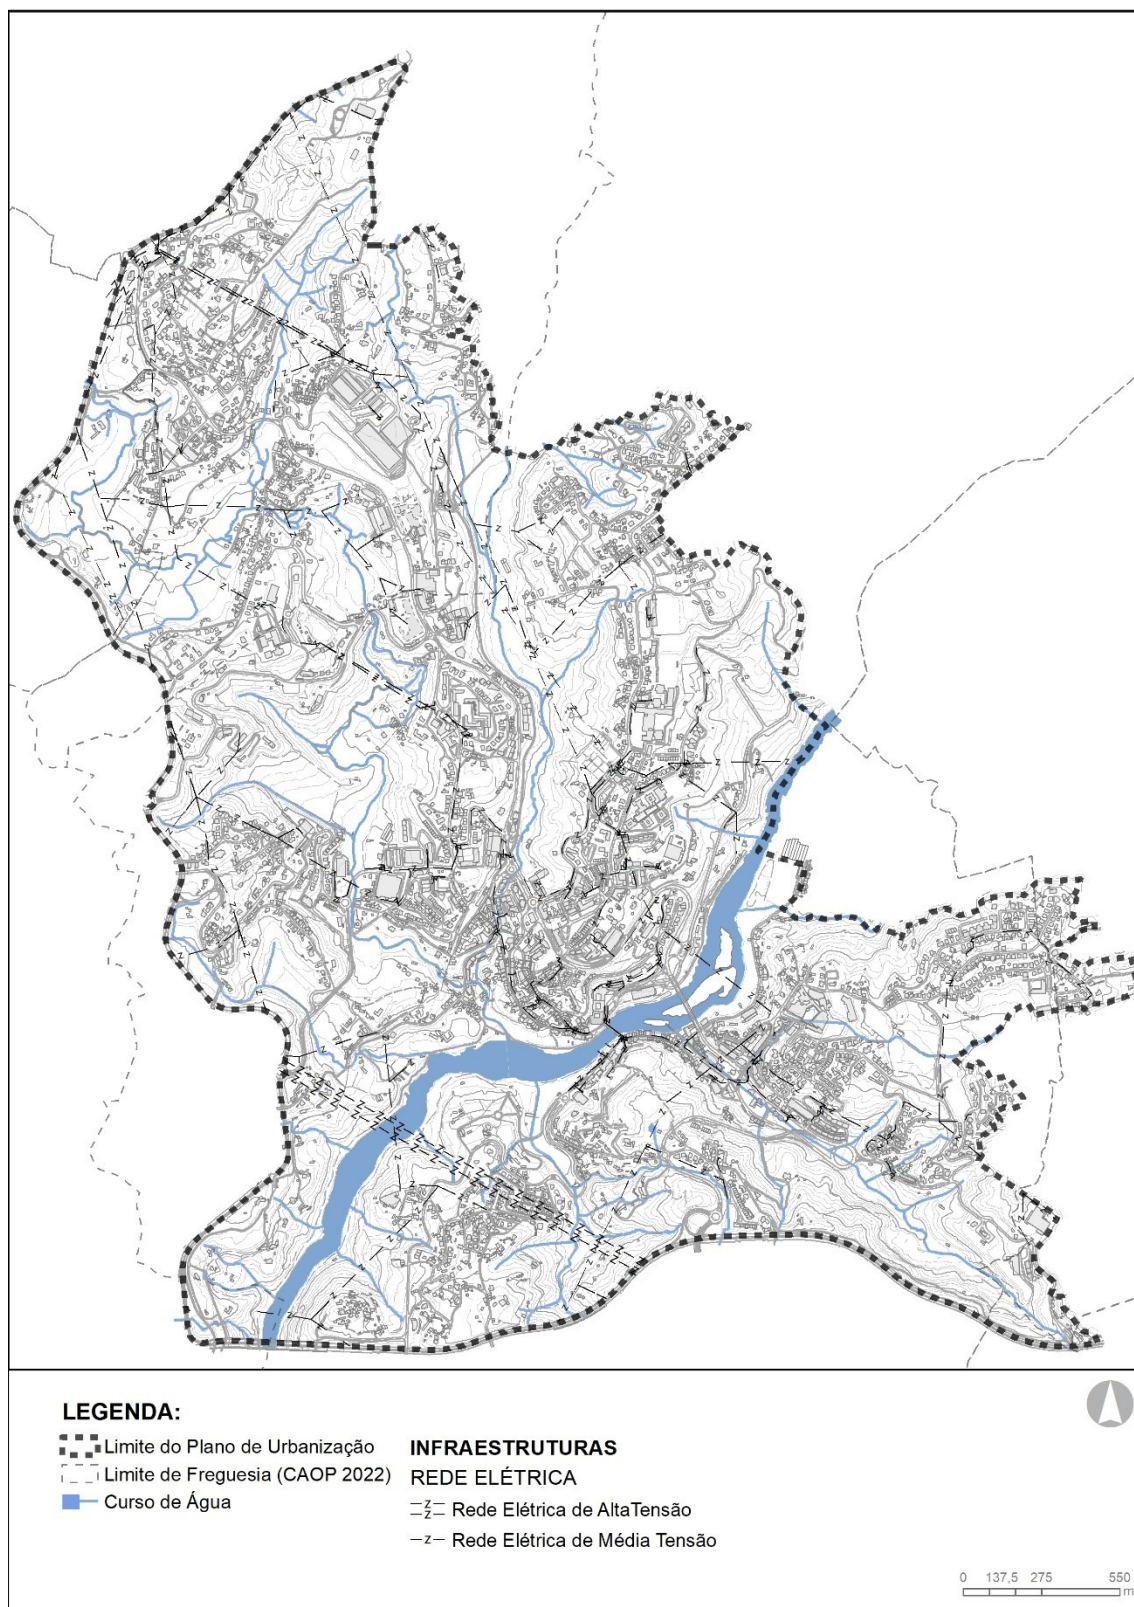 LEGENDA:
Limite do Plano de Urbanização
Limite de Freguesia (CAOP 2022)
Curso de Água
INFRAESTRUTURAS
REDE ELÉTRICA
Rede Elétrica de AltaTensão
Rede Elétrica de Média Tensão
0 137,5 275 550
m